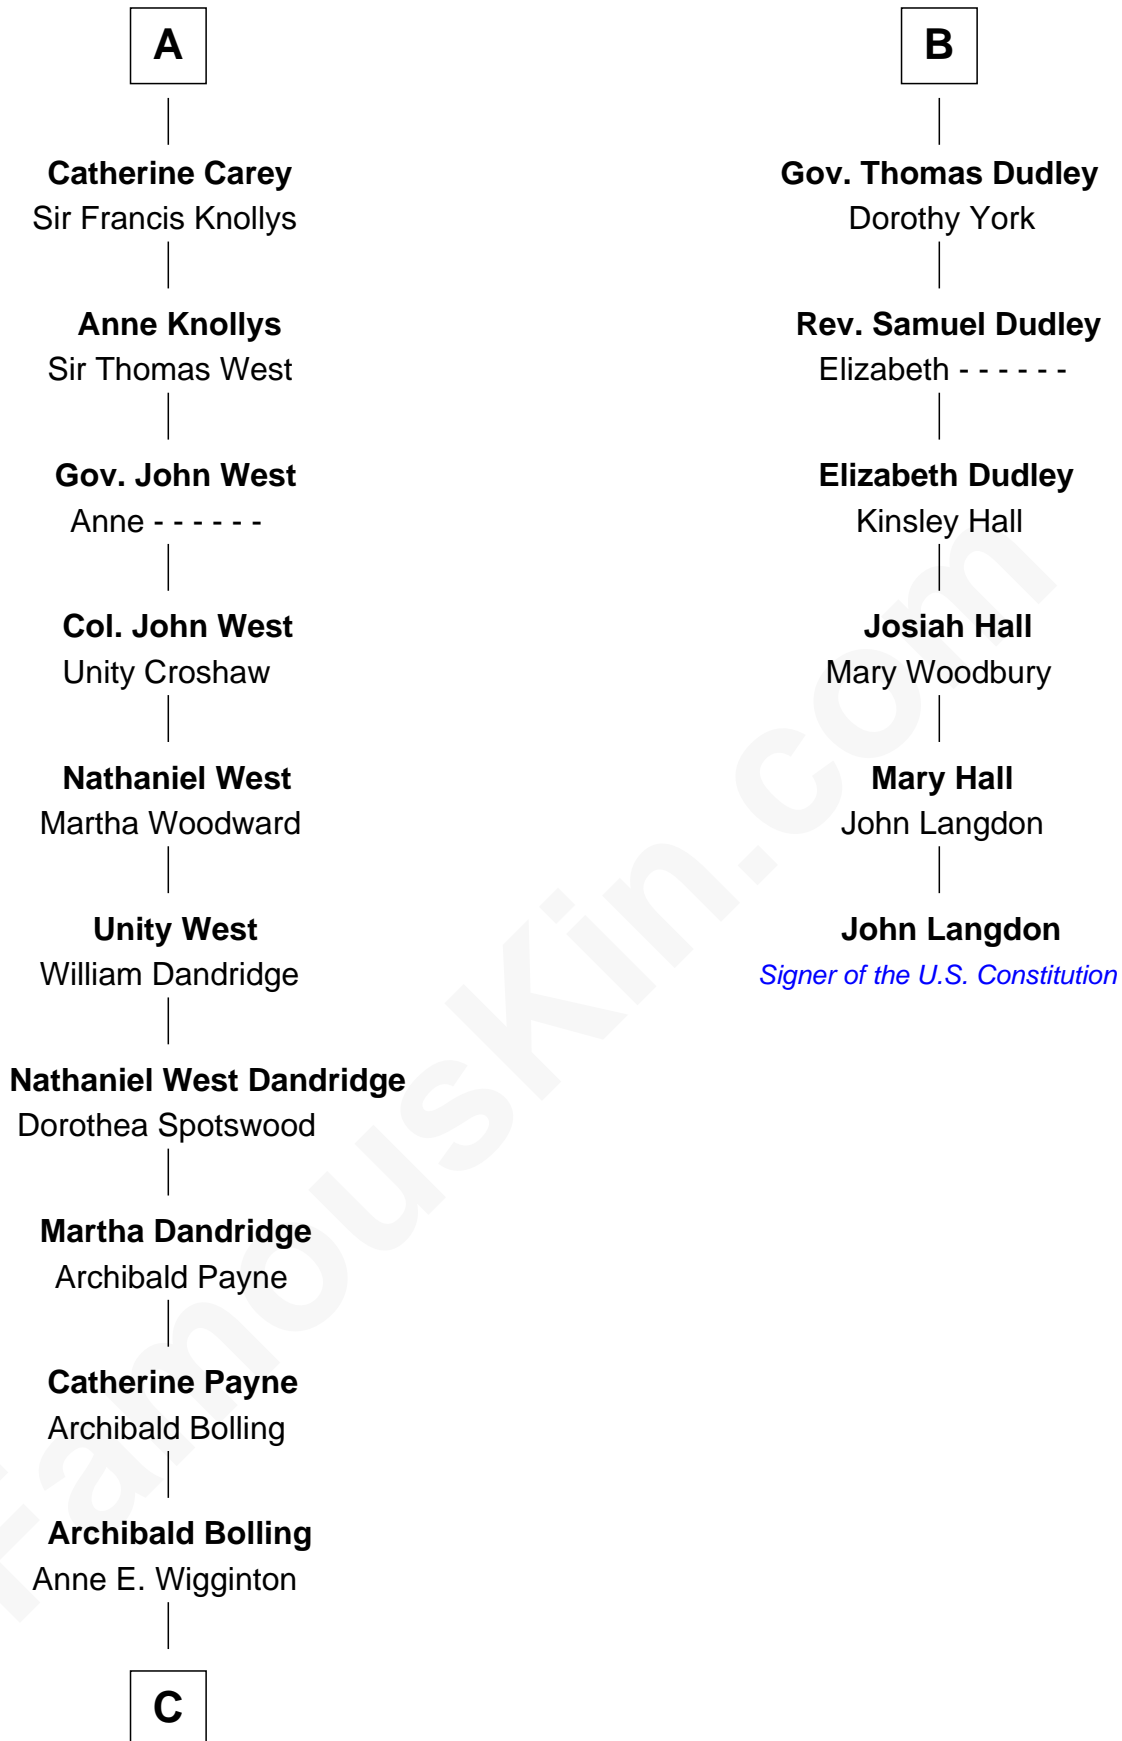 A
Catherine Carey
Sir Francis Knollys
Anne Knollys
Sir Thomas West
Gov. John West
Anne - - - - - -
Col. John West
Unity Croshaw
Nathaniel West
Martha Woodward
Unity West
William Dandridge
Nathaniel West Dandridge
Dorothea Spotswood
Martha Dandridge
Archibald Payne
Catherine Payne
Archibald Bolling
Archibald Bolling
Anne E. Wigginton
C
B
Gov. Thomas Dudley
Dorothy York
Rev. Samuel Dudley
Elizabeth - - - - - -
Elizabeth Dudley
Kinsley Hall
Josiah Hall
Mary Woodbury
Mary Hall
John Langdon
John Langdon
Signer of the U.S. Constitution
FamousKin.com